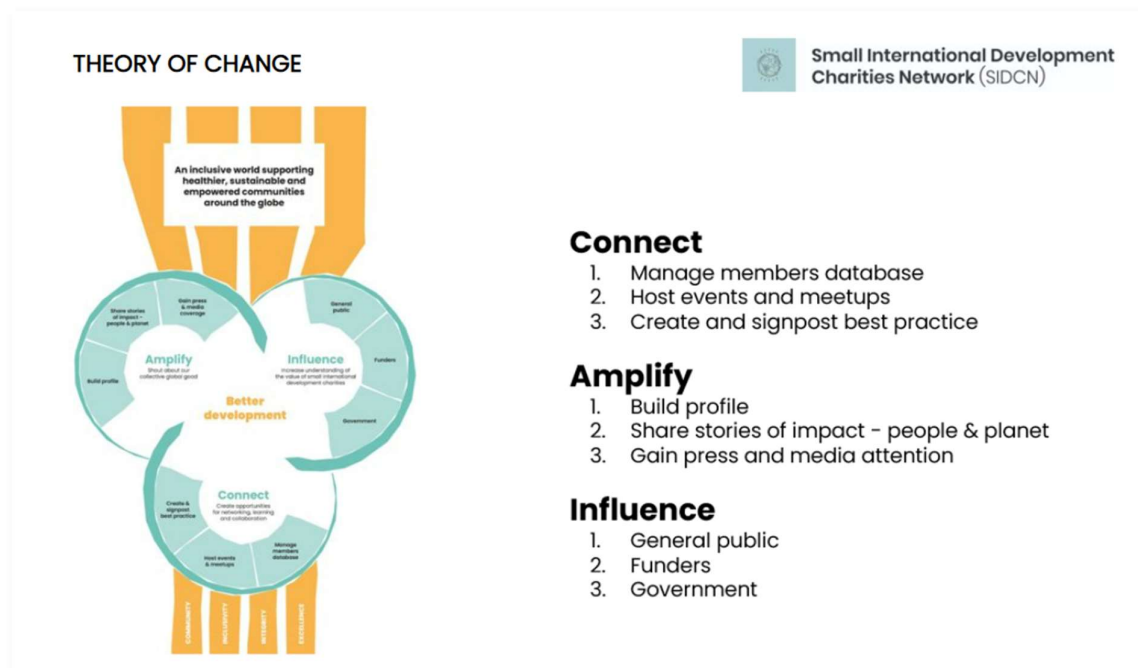 THEORY OF CHANGE
Small International Development
Charities Network (SIDCN)
An inclusive world supporting
healthier, sustainable and
empowered communities
around the globe
Share stories
of impact -
people & planet
Gain press
& media
coverage
Build profile
Amplify
Shout about our
collective global good
General
public
Funders
Government
Influence
Increase understanding of
the value of small international
development charities
Better
development
Connect
Create opportunities
for networking, learning
and collaboration
Create &
signpost
best practice
Host events
& meetups
Manage
members
database
COMMUNITY
INCLUSIVITY
INTEGRITY
EXCELLENCE
Connect
1. Manage members database
2. Host events and meetups
3. Create and signpost best practice
Amplify
1. Build profile
2. Share stories of impact - people & planet
3. Gain press and media attention
Influence
1. General public
2. Funders
3. Government